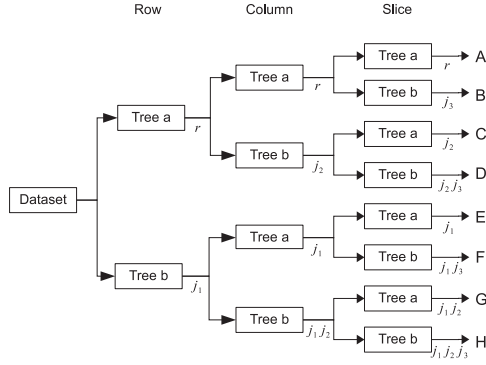 Row Column Slice
Tree a r A
Tree a r
Tree b j₃ B
Tree a r
Tree a j₂ C
Tree b j₂
Tree b j₂ j₃ D
Dataset
Tree a j₁ E
Tree a j₁
Tree b j₁ j₃ F
Tree b j₁
Tree a j₁ j₂ G
Tree b j₁ j₂
Tree b j₁ j₂ j₃ H